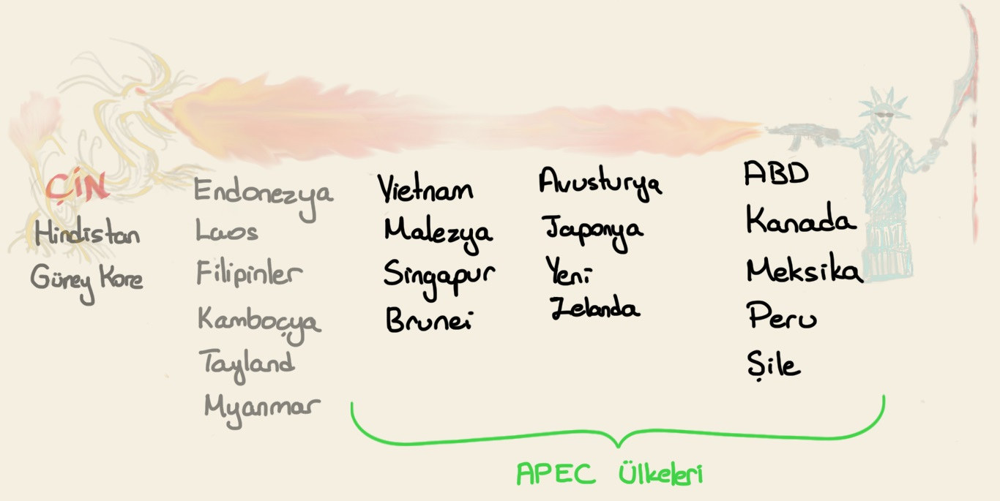 ÇİN
Hindistan
Güney Kore
Endonezya
Laos
Filipinler
Kamboçya
Tayland
Myanmar
Vietnam
Malezya
Singapur
Brunei
Avusturya
Japonya
Yeni
Zelanda
ABD
Kanada
Meksika
Peru
Şile
APEC Ülkeleri